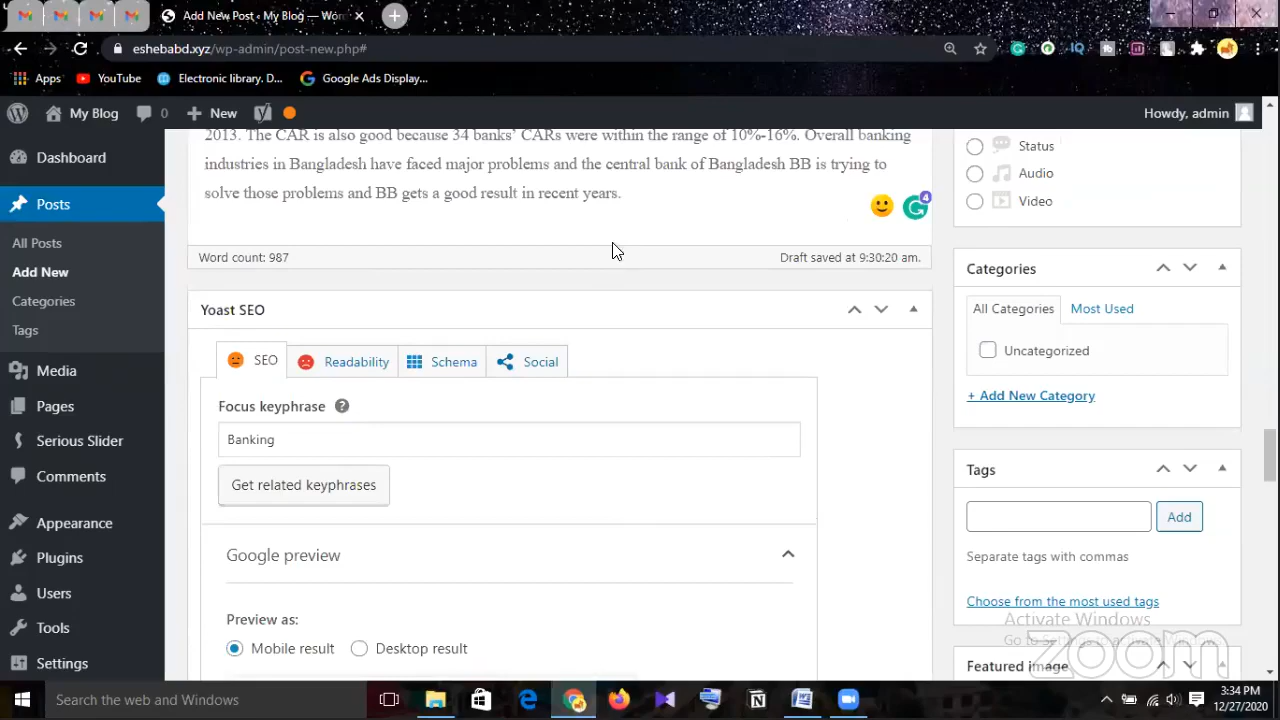 Add New Post ‹ My Blog — Wor
eshebabd.xyz/wp-admin/post-new.php#
Apps
YouTube
Electronic library. D...
Google Ads Display...
My Blog
0
New
Howdy, admin
Dashboard
Posts
All Posts
Add New
Categories
Tags
Media
Pages
Serious Slider
Comments
Appearance
Plugins
Users
Tools
Settings
2013. The CAR is also good because 34 banks’ CARs were within the range of 10%-16%. Overall banking
industries in Bangladesh have faced major problems and the central bank of Bangladesh BB is trying to
solve those problems and BB gets a good result in recent years.
4
Word count: 987
Draft saved at 9:30:20 am.
Yoast SEO
SEO
Readability
Schema
Social
Focus keyphrase
Banking
Get related keyphrases
Google preview
Preview as:
Mobile result
Desktop result
Status
Audio
Video
Categories
All Categories
Most Used
Uncategorized
+ Add New Category
Tags
Add
Separate tags with commas
Choose from the most used tags
Activate Windows
Go to Settings to activate Windows.
zoom
Featured image
Search the web and Windows
3:34 PM
12/27/2020